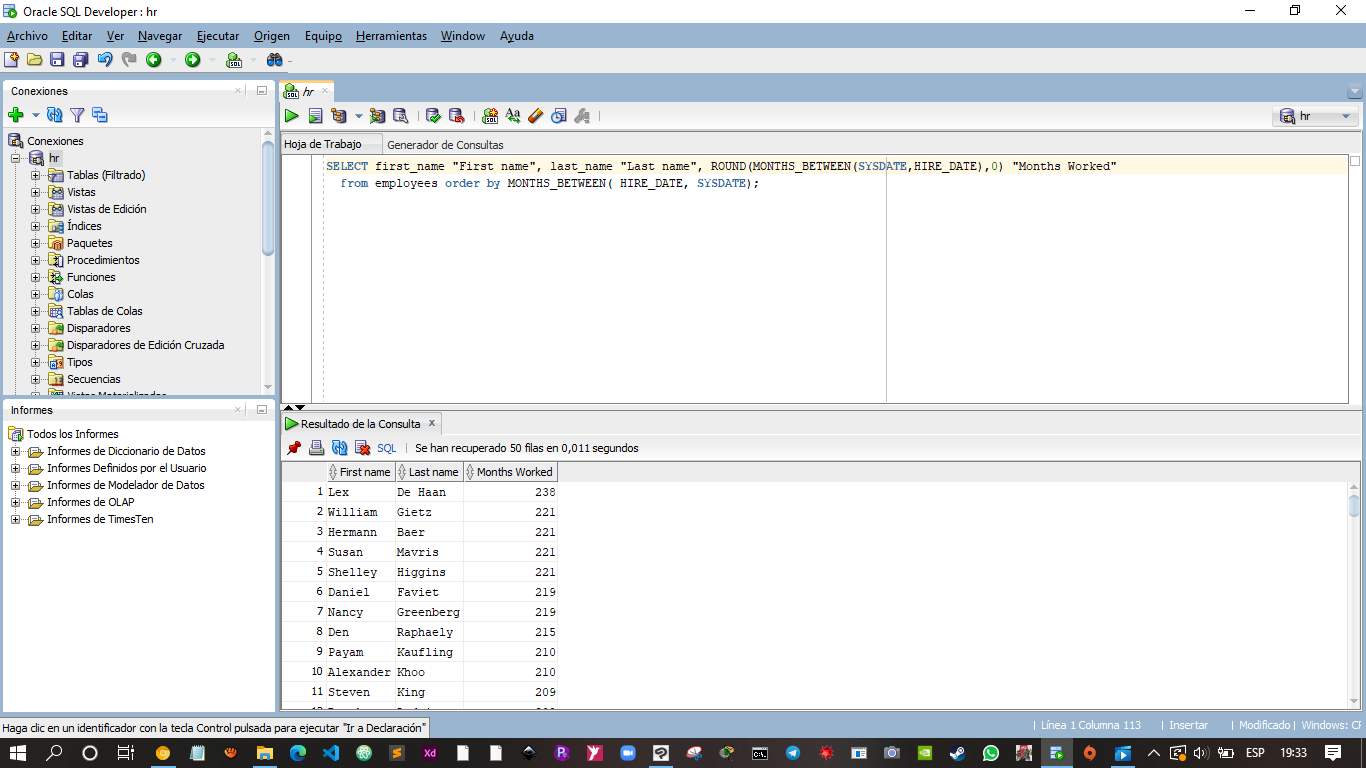 Oracle SQL Developer : hr
Archivo Editar Ver Navegar Ejecutar Origen Equipo Herramientas Window Ayuda
Conexiones
Conexiones
hr
Tablas (Filtrado)
Vistas
Vistas de Edición
Índices
Paquetes
Procedimientos
Funciones
Colas
Tablas de Colas
Disparadores
Disparadores de Edición Cruzada
Tipos
Secuencias
Vistas Materializadas
Informes
Todos los Informes
Informes de Diccionario de Datos
Informes Definidos por el Usuario
Informes de Modelador de Datos
Informes de OLAP
Informes de TimesTen
hr
hr
Hoja de Trabajo Generador de Consultas
SELECT first_name "First name", last_name "Last name", ROUND(MONTHS_BETWEEN(SYSDATE,HIRE_DATE),0) "Months Worked"
from employees order by MONTHS_BETWEEN( HIRE_DATE, SYSDATE);
Resultado de la Consulta x
SQL | Se han recuperado 50 filas en 0,011 segundos
First name Last name Months Worked
1 Lex De Haan 238
2 William Gietz 221
3 Hermann Baer 221
4 Susan Mavris 221
5 Shelley Higgins 221
6 Daniel Faviet 219
7 Nancy Greenberg 219
8 Den Raphaely 215
9 Payam Kaufling 210
10 Alexander Khoo 210
11 Steven King 209
Haga clic en un identificador con la tecla Control pulsada para ejecutar "Ir a Declaración"
| Línea 1 Columna 113 | Insertar | Modificado | Windows: CF
Xd
ESP 19:33